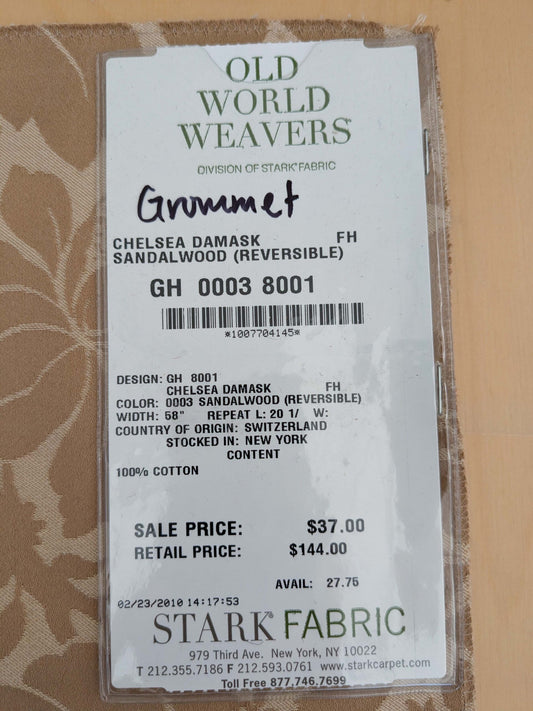 OLD
WORLD
WEAVERS®
DIVISION OF STARK® FABRIC
Grommet
CHELSEA DAMASK FH
SANDALWOOD (REVERSIBLE)
GH 0003 8001
*1007704145*
DESIGN: GH 8001
CHELSEA DAMASK FH
COLOR: 0003 SANDALWOOD (REVERSIBLE)
WIDTH: 58" REPEAT L: 20 1/ W:
COUNTRY OF ORIGIN: SWITZERLAND
STOCKED IN: NEW YORK
CONTENT
100% COTTON
SALE PRICE: $37.00
RETAIL PRICE: $144.00
AVAIL: 27.75
02/23/2010 14:17:53
STARK® FABRIC
979 Third Ave. New York, NY 10022
T 212.355.7186 F 212.593.0761 www.starkcarpet.com
Toll Free 877.746.7699